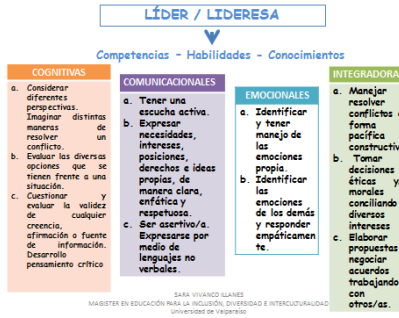 LÍDER / LIDERESA
Competencias – Habilidades - Conocimientos
COGNITIVAS
a. Considerar
diferentes
perspectivas.
Imaginar distintas
maneras de
resolver un
conflicto.
b. Evaluar las diversas
opciones que se
tienen frente a una
situación.
c. Cuestionar y
evaluar la validez
de cualquier
creencia,
afirmación o fuente
de información.
Desarrollo
pensamiento crítico
COMUNICACIONALES
a. Tener una
escucha activa.
b. Expresar
necesidades,
intereses,
posiciones,
derechos e ideas
propias, de
manera clara,
enfática y
respetuosa.
c. Ser asertivo/a.
Expresarse por
medio de
lenguajes no
verbales.
EMOCIONALES
a. Identificar
y tener
manejo de
las
emociones
propia.
b. Identificar
las
emociones
de los demás
y responder
empáticamen
te.
INTEGRADORA
a. Manejar
resolver
conflictos
forma
pacífica
constructiv
b. Tomar
decisiones
éticas y
morales
conciliando
diversos
intereses
c. Elaborar
propuestas
negociar
acuerdos
trabajando
con
otros/as.
SARA VIVANCO ILLANES
MAGISTER EN EDUCACIÓN PARA LA INCLUSIÓN, DIVERSIDAD E INTERCULTURALIDAD
Universidad de Valparaíso